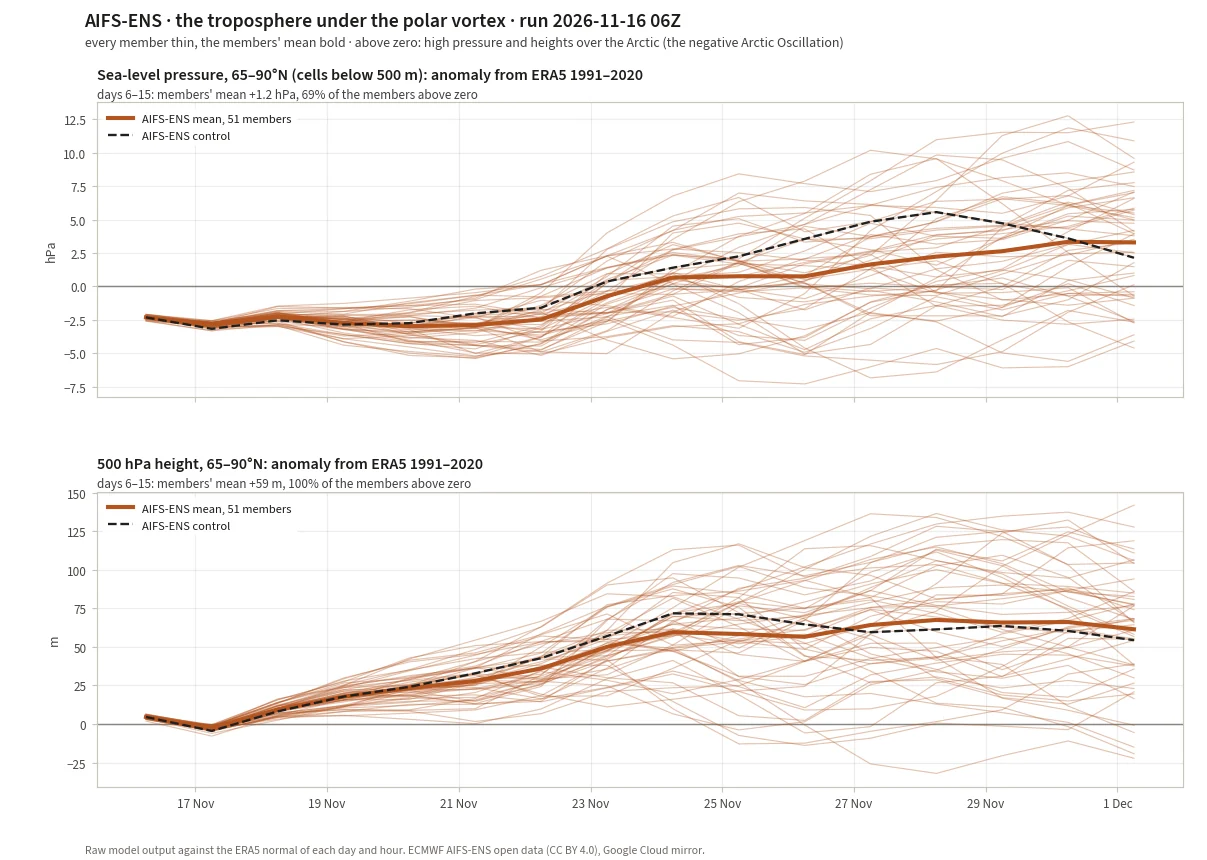 AIFS-ENS · the troposphere under the polar vortex · run 2026-11-16 06Z
every member thin, the members' mean bold · above zero: high pressure and heights over the Arctic (the negative Arctic Oscillation)
Sea-level pressure, 65–90°N (cells below 500 m): anomaly from ERA5 1991–2020
days 6–15: members' mean +1.2 hPa, 69% of the members above zero
AIFS-ENS mean, 51 members
AIFS-ENS control
12.5
10.0
7.5
5.0
2.5
0.0
−2.5
−5.0
−7.5
hPa
500 hPa height, 65–90°N: anomaly from ERA5 1991–2020
days 6–15: members' mean +59 m, 100% of the members above zero
AIFS-ENS mean, 51 members
AIFS-ENS control
150
125
100
75
50
25
0
−25
m
17 Nov 19 Nov 21 Nov 23 Nov 25 Nov 27 Nov 29 Nov 1 Dec
Raw model output against the ERA5 normal of each day and hour. ECMWF AIFS-ENS open data (CC BY 4.0), Google Cloud mirror.